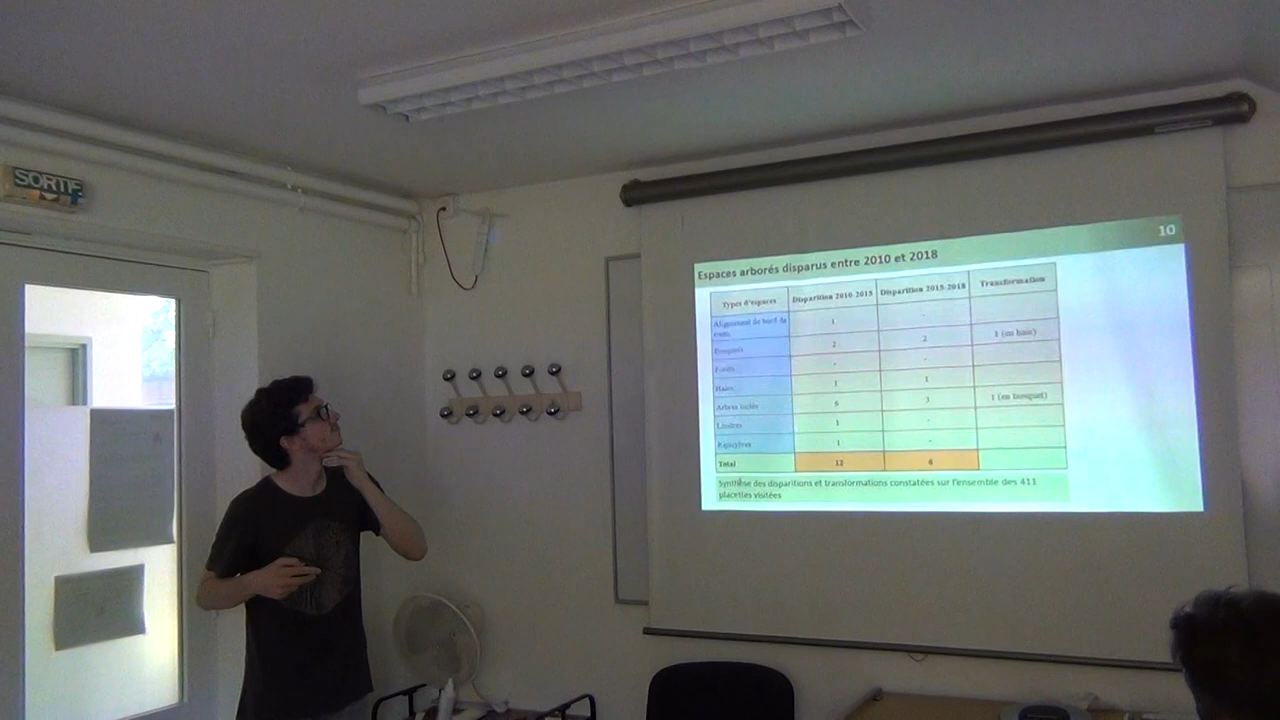 SORTIE
10
Espaces arborés disparus entre 2010 et 2018
Types d'espaces Disparition 2010-2015 Disparition 2015-2018 Transformation
Alignement de bord de
cours 1 -
Bosquets 2 2 1 (en haie)
Forêts - -
Haies 1 1
Arbres isolés 6 3 1 (en bosquet)
Lisières 1 -
Ripisylves 1 -
Total 12 6
Synthèse des disparitions et transformations constatées sur l'ensemble des 411
placettes visitées